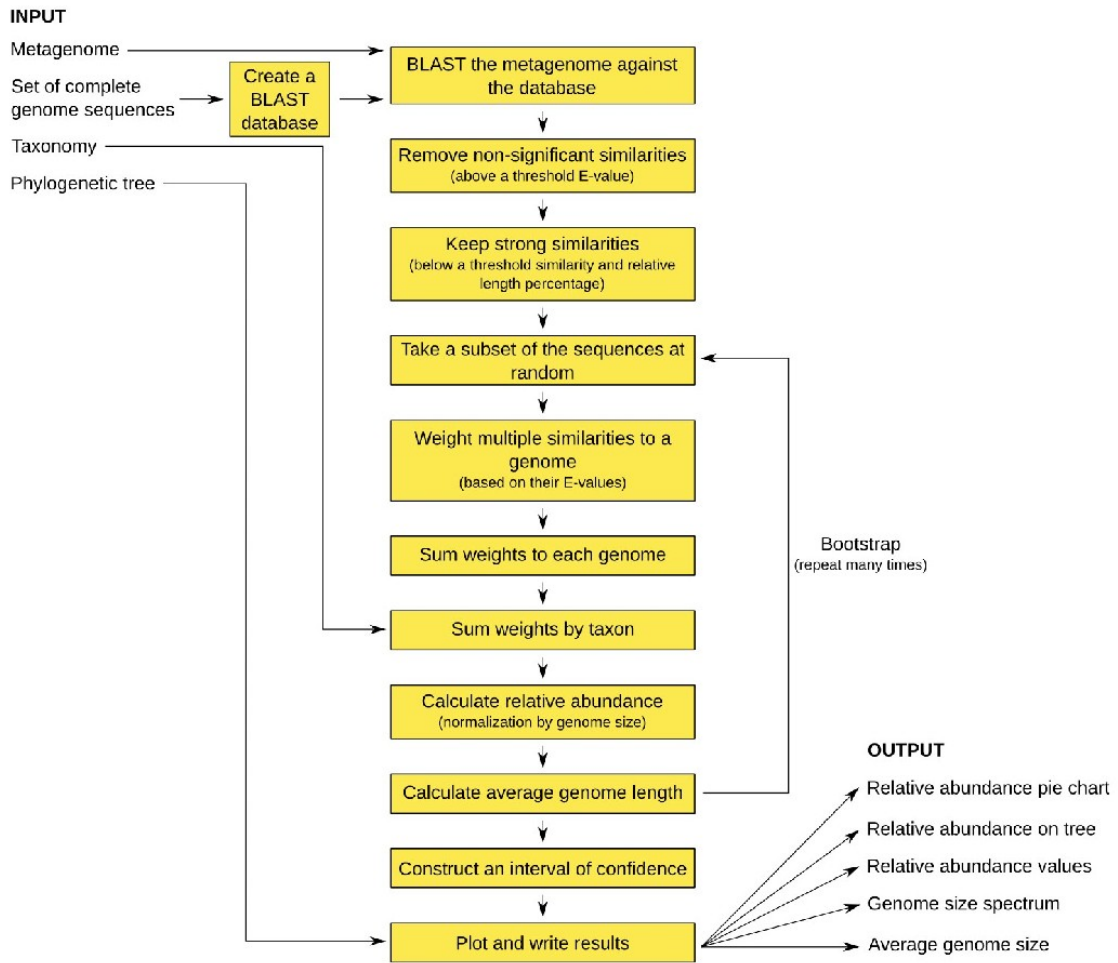 INPUT
Metagenome
Set of complete
genome sequences
Taxonomy
Phylogenetic tree
Create a
BLAST
database
BLAST the metagenome against
the database
Remove non-significant similarities
(above a threshold E-value)
Keep strong similarities
(below a threshold similarity and relative
length percentage)
Take a subset of the sequences at
random
Weight multiple similarities to a
genome
(based on their E-values)
Sum weights to each genome
Sum weights by taxon
Calculate relative abundance
(normalization by genome size)
Calculate average genome length
Construct an interval of confidence
Plot and write results
Bootstrap
(repeat many times)
OUTPUT
Relative abundance pie chart
Relative abundance on tree
Relative abundance values
Genome size spectrum
Average genome size